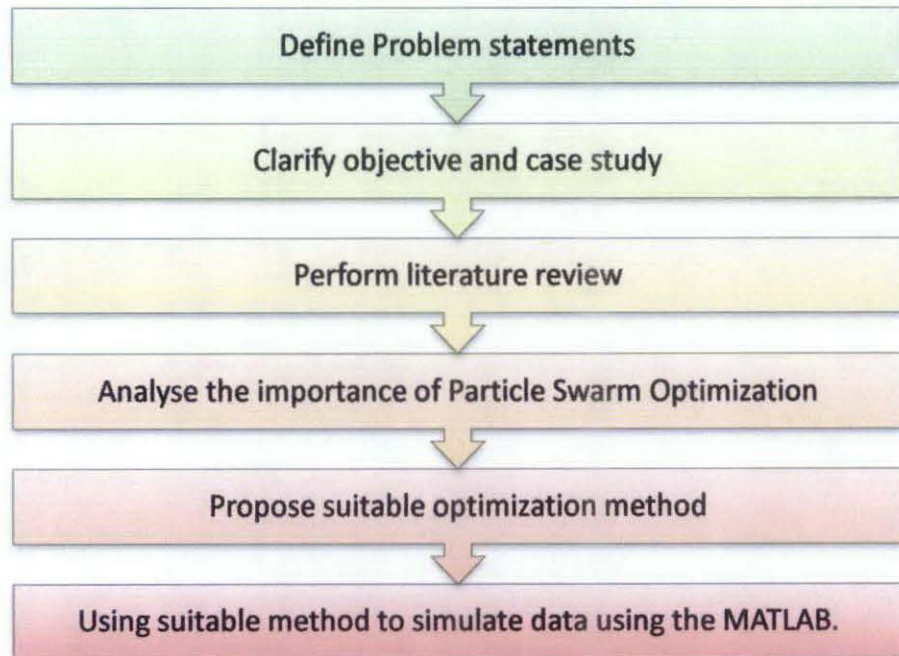 Define Problem statements
Clarify objective and case study
Perform literature review
Analyse the importance of Particle Swarm Optimization
Propose suitable optimization method
Using suitable method to simulate data using the MATLAB.